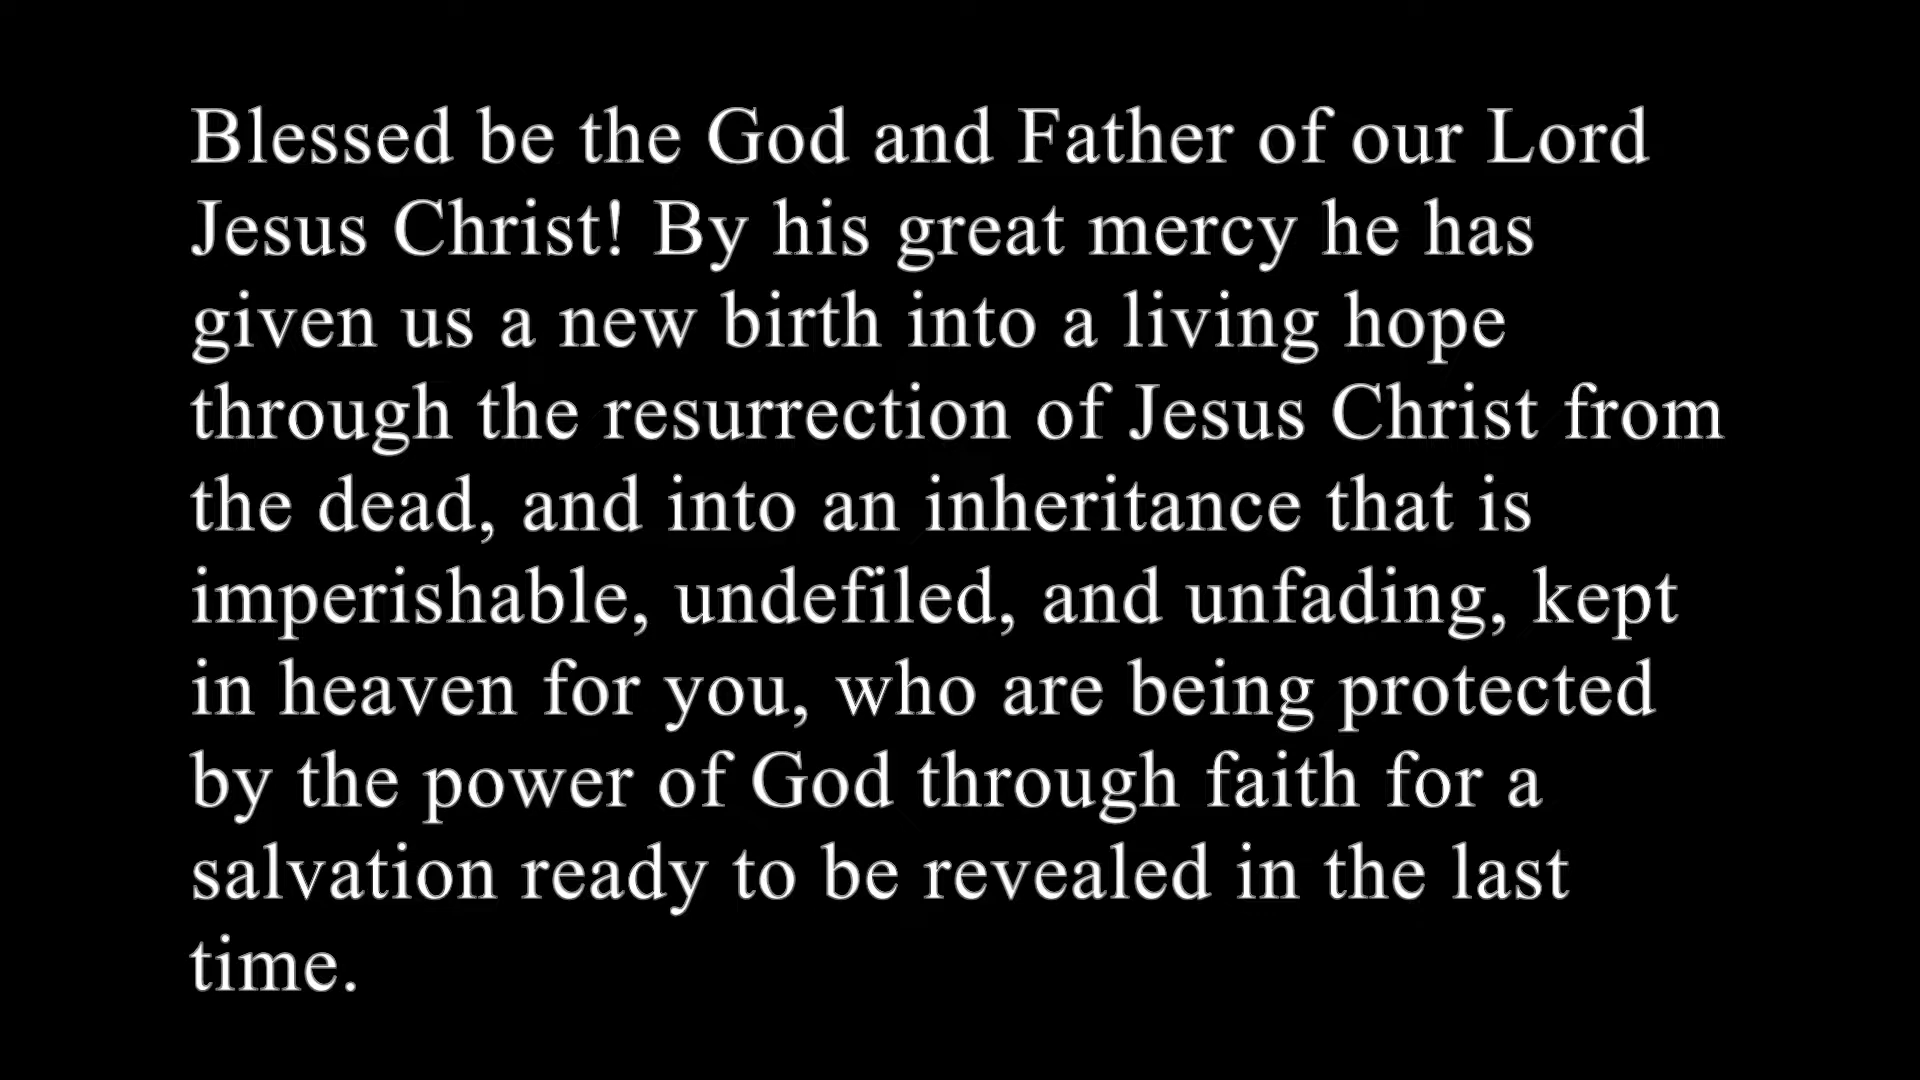 Blessed be the God and Father of our Lord
Jesus Christ! By his great mercy he has
given us a new birth into a living hope
through the resurrection of Jesus Christ from
the dead, and into an inheritance that is
imperishable, undefiled, and unfading, kept
in heaven for you, who are being protected
by the power of God through faith for a
salvation ready to be revealed in the last
time.